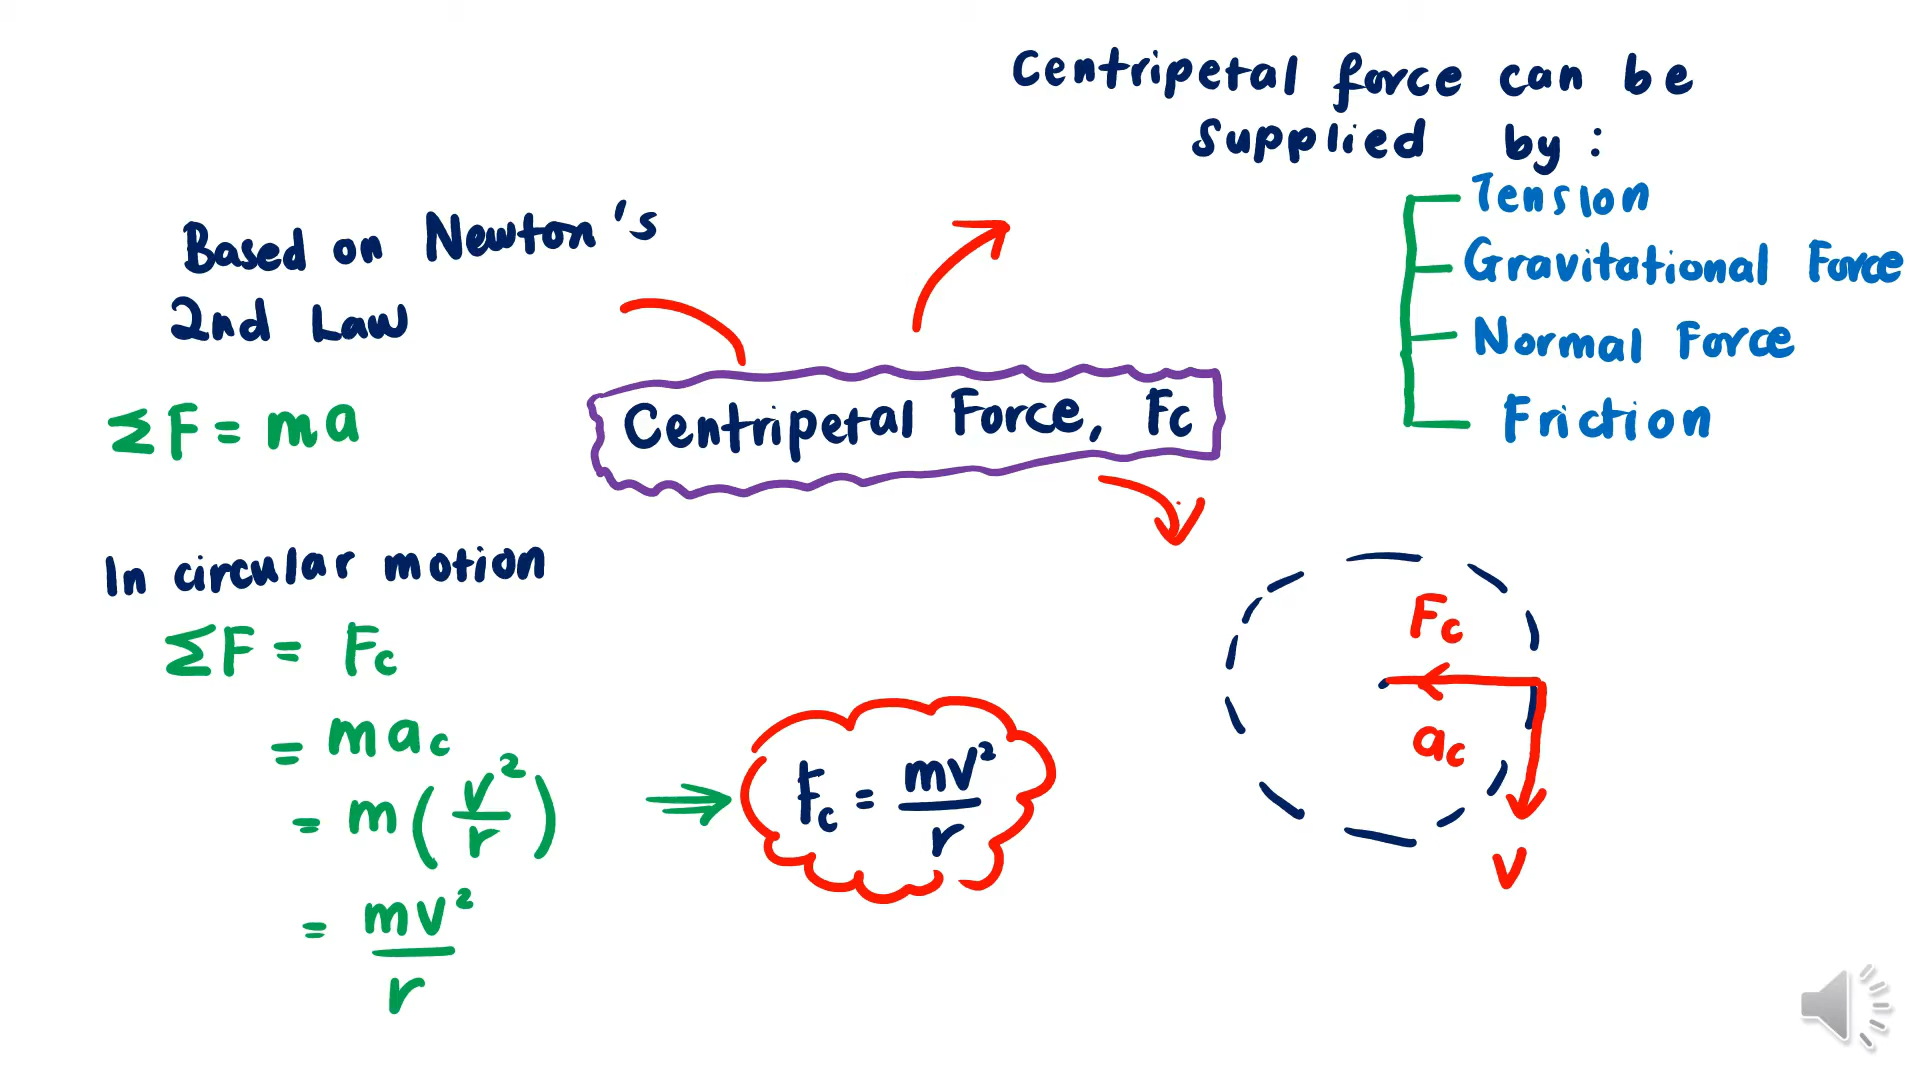 Centripetal force can be
supplied by:
Tension
Gravitational Force
Normal Force
Friction
Based on Newton's
2nd Law
ΣF = ma
Centripetal Force, Fc
In circular motion
ΣF = Fc
= mac
= m(v²/r)
= mv²/r
Fc = mv²/r
Fc
ac
v